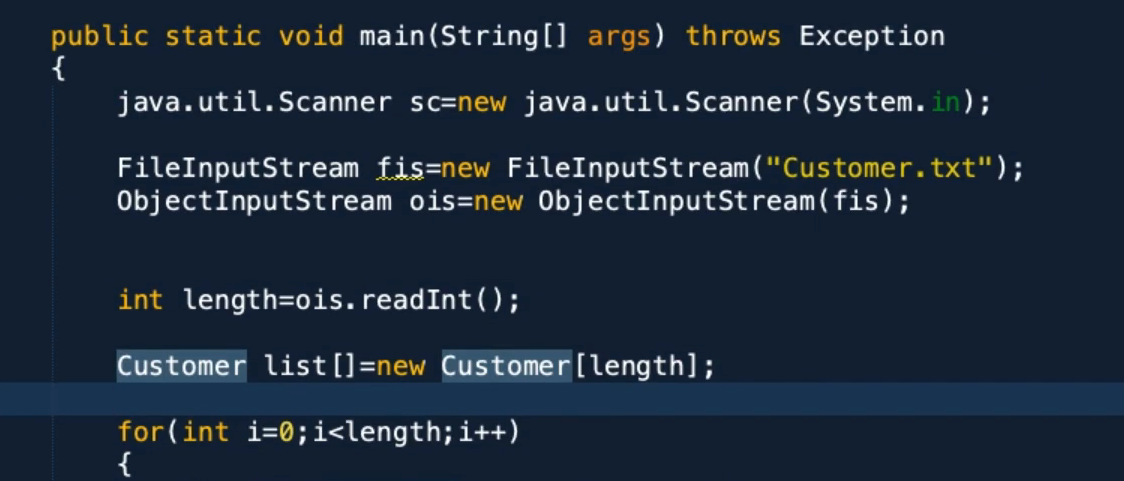 public static void main(String[] args) throws Exception
{
java.util.Scanner sc=new java.util.Scanner(System.in);
FileInputStream fis=new FileInputStream("Customer.txt");
ObjectInputStream ois=new ObjectInputStream(fis);
int length=ois.readInt();
Customer list[]=new Customer[length];
for(int i=0;i<length;i++)
{